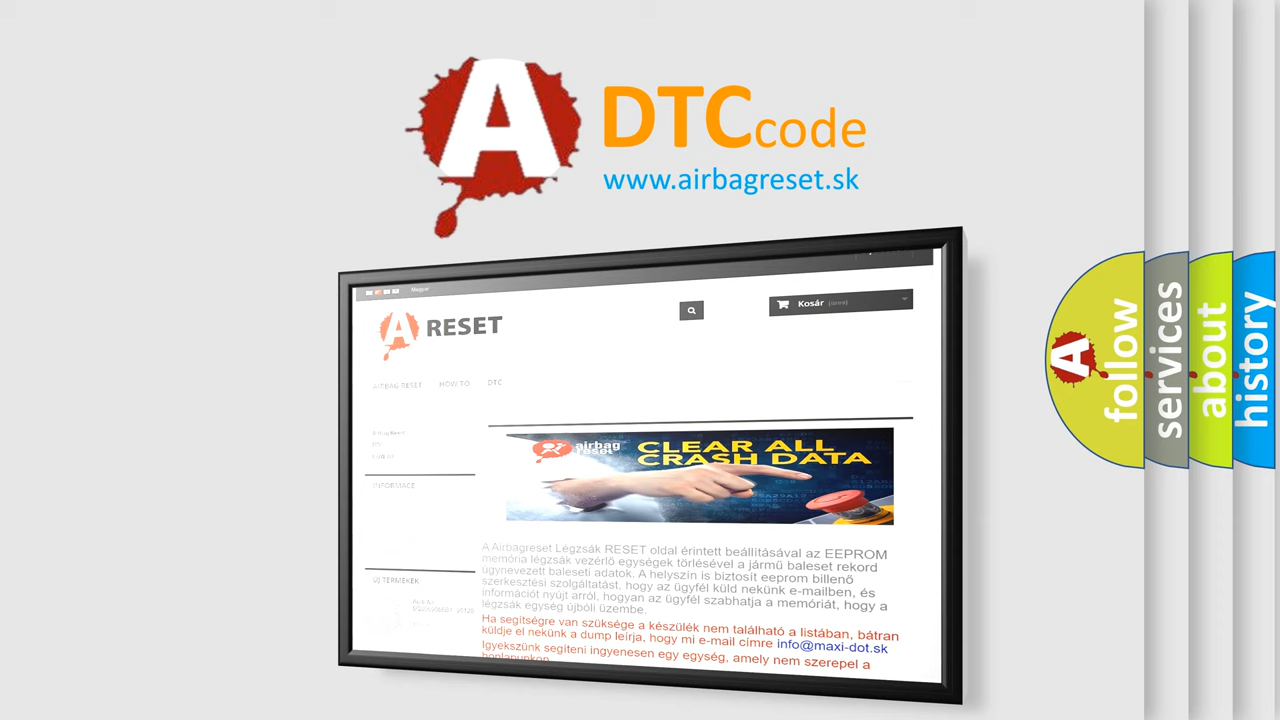 A DTCcode
www.airbagreset.sk
Magyar
Kosár (üres)
A RESET
AIRBAG RESET HOW TO DTC
INFORMACE
airbag
reset
CLEAR ALL
CRASH DATA
A Airbagreset Légzsák RESET oldal érintett beállításával az EEPROM
memória légzsák vezérlő egységek törlésével a jármű baleset rekord
úgynevezett baleseti adatok. A helyszín is biztosít eeprom billenő
szerkesztési szolgáltatást, hogy az ügyfél küld nekünk e-mailben, és
információt nyújt arról, hogyan az ügyfél szabhatja a memóriát, hogy a
légzsák egység újbóli üzembe.
Ha segítségre van szüksége a készülék nem található a listában, bátran
küldje el nekünk a dump leírja, hogy mi e-mail címre info@maxi-dot.sk
Igyekszünk segíteni ingyenesen egy egység, amely nem szerepel a
honlapunkon
ÚJ TERMÉKEK
A
follow
services
about
history